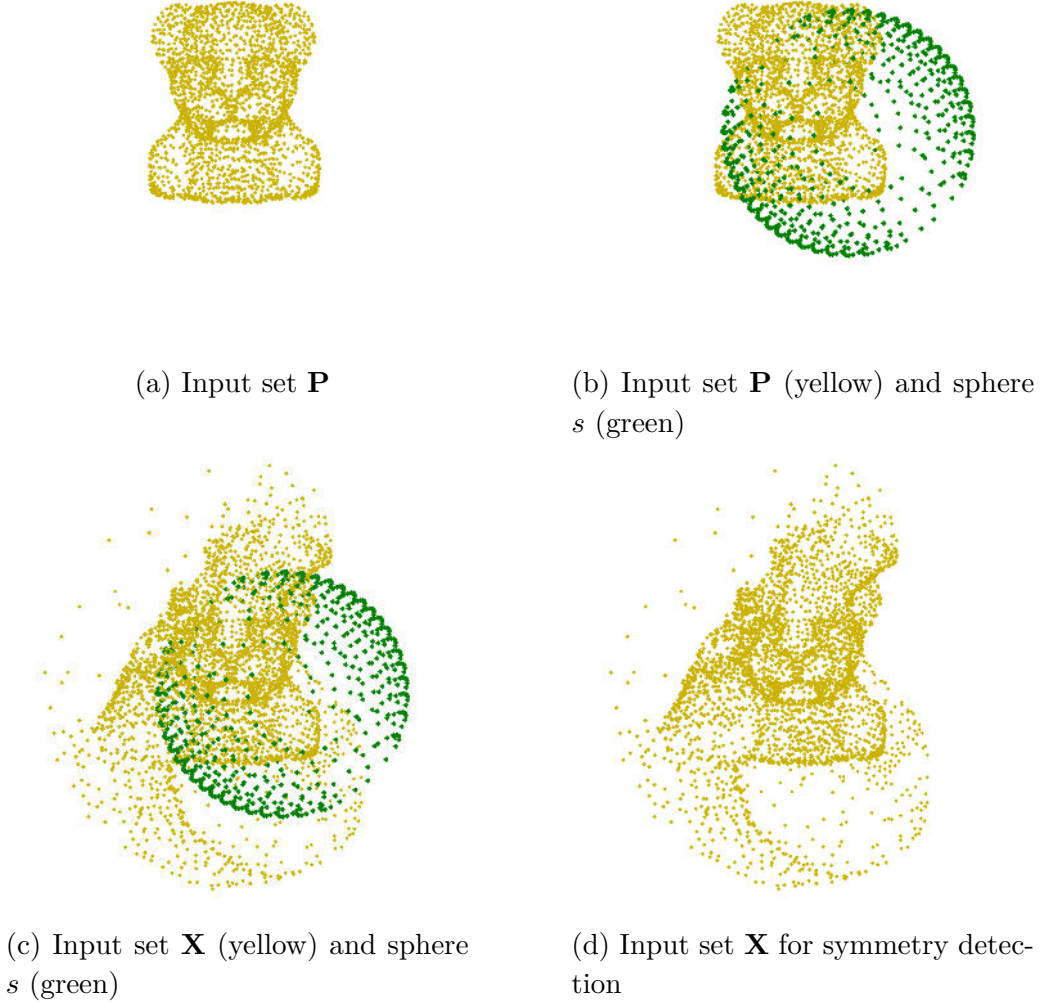 (a) Input set P
(b) Input set P (yellow) and sphere
s (green)
(c) Input set X (yellow) and sphere
s (green)
(d) Input set X for symmetry detec-
tion